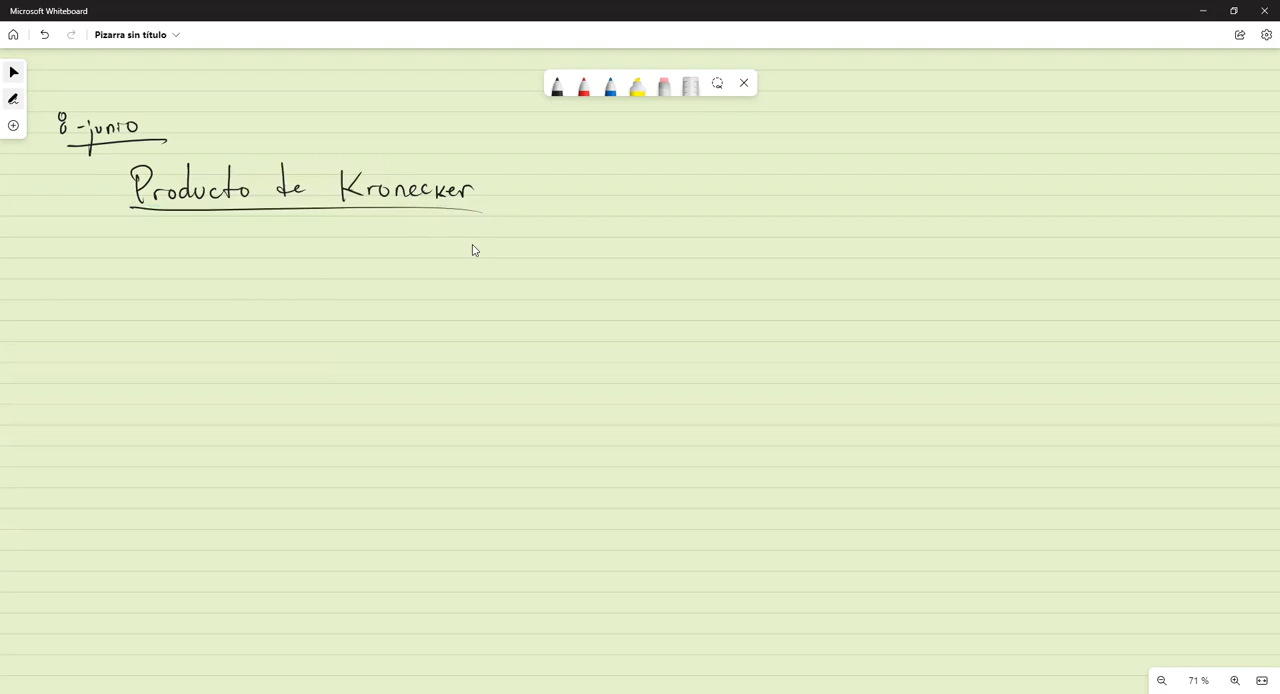 Microsoft Whiteboard
Pizarra sin título
8-junio
Producto de Kronecker
71 %